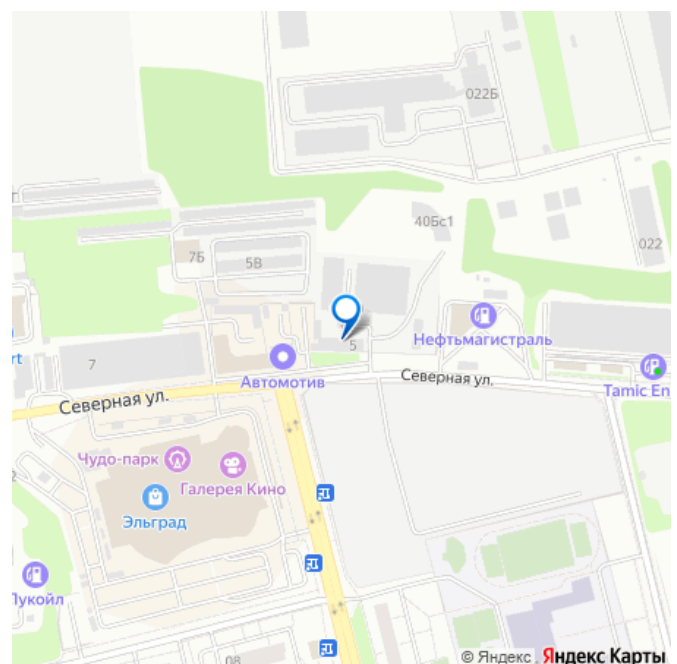 022Б
40Бс1
7Б
5В
022
Нефтьмагистраль
5
rt
7
Автомотив
Северная ул.
Tamic En
Северная ул.
Чудо-парк
Галерея Кино
Эльград
Лукойл
08
© Яндекс Яндекс Карты